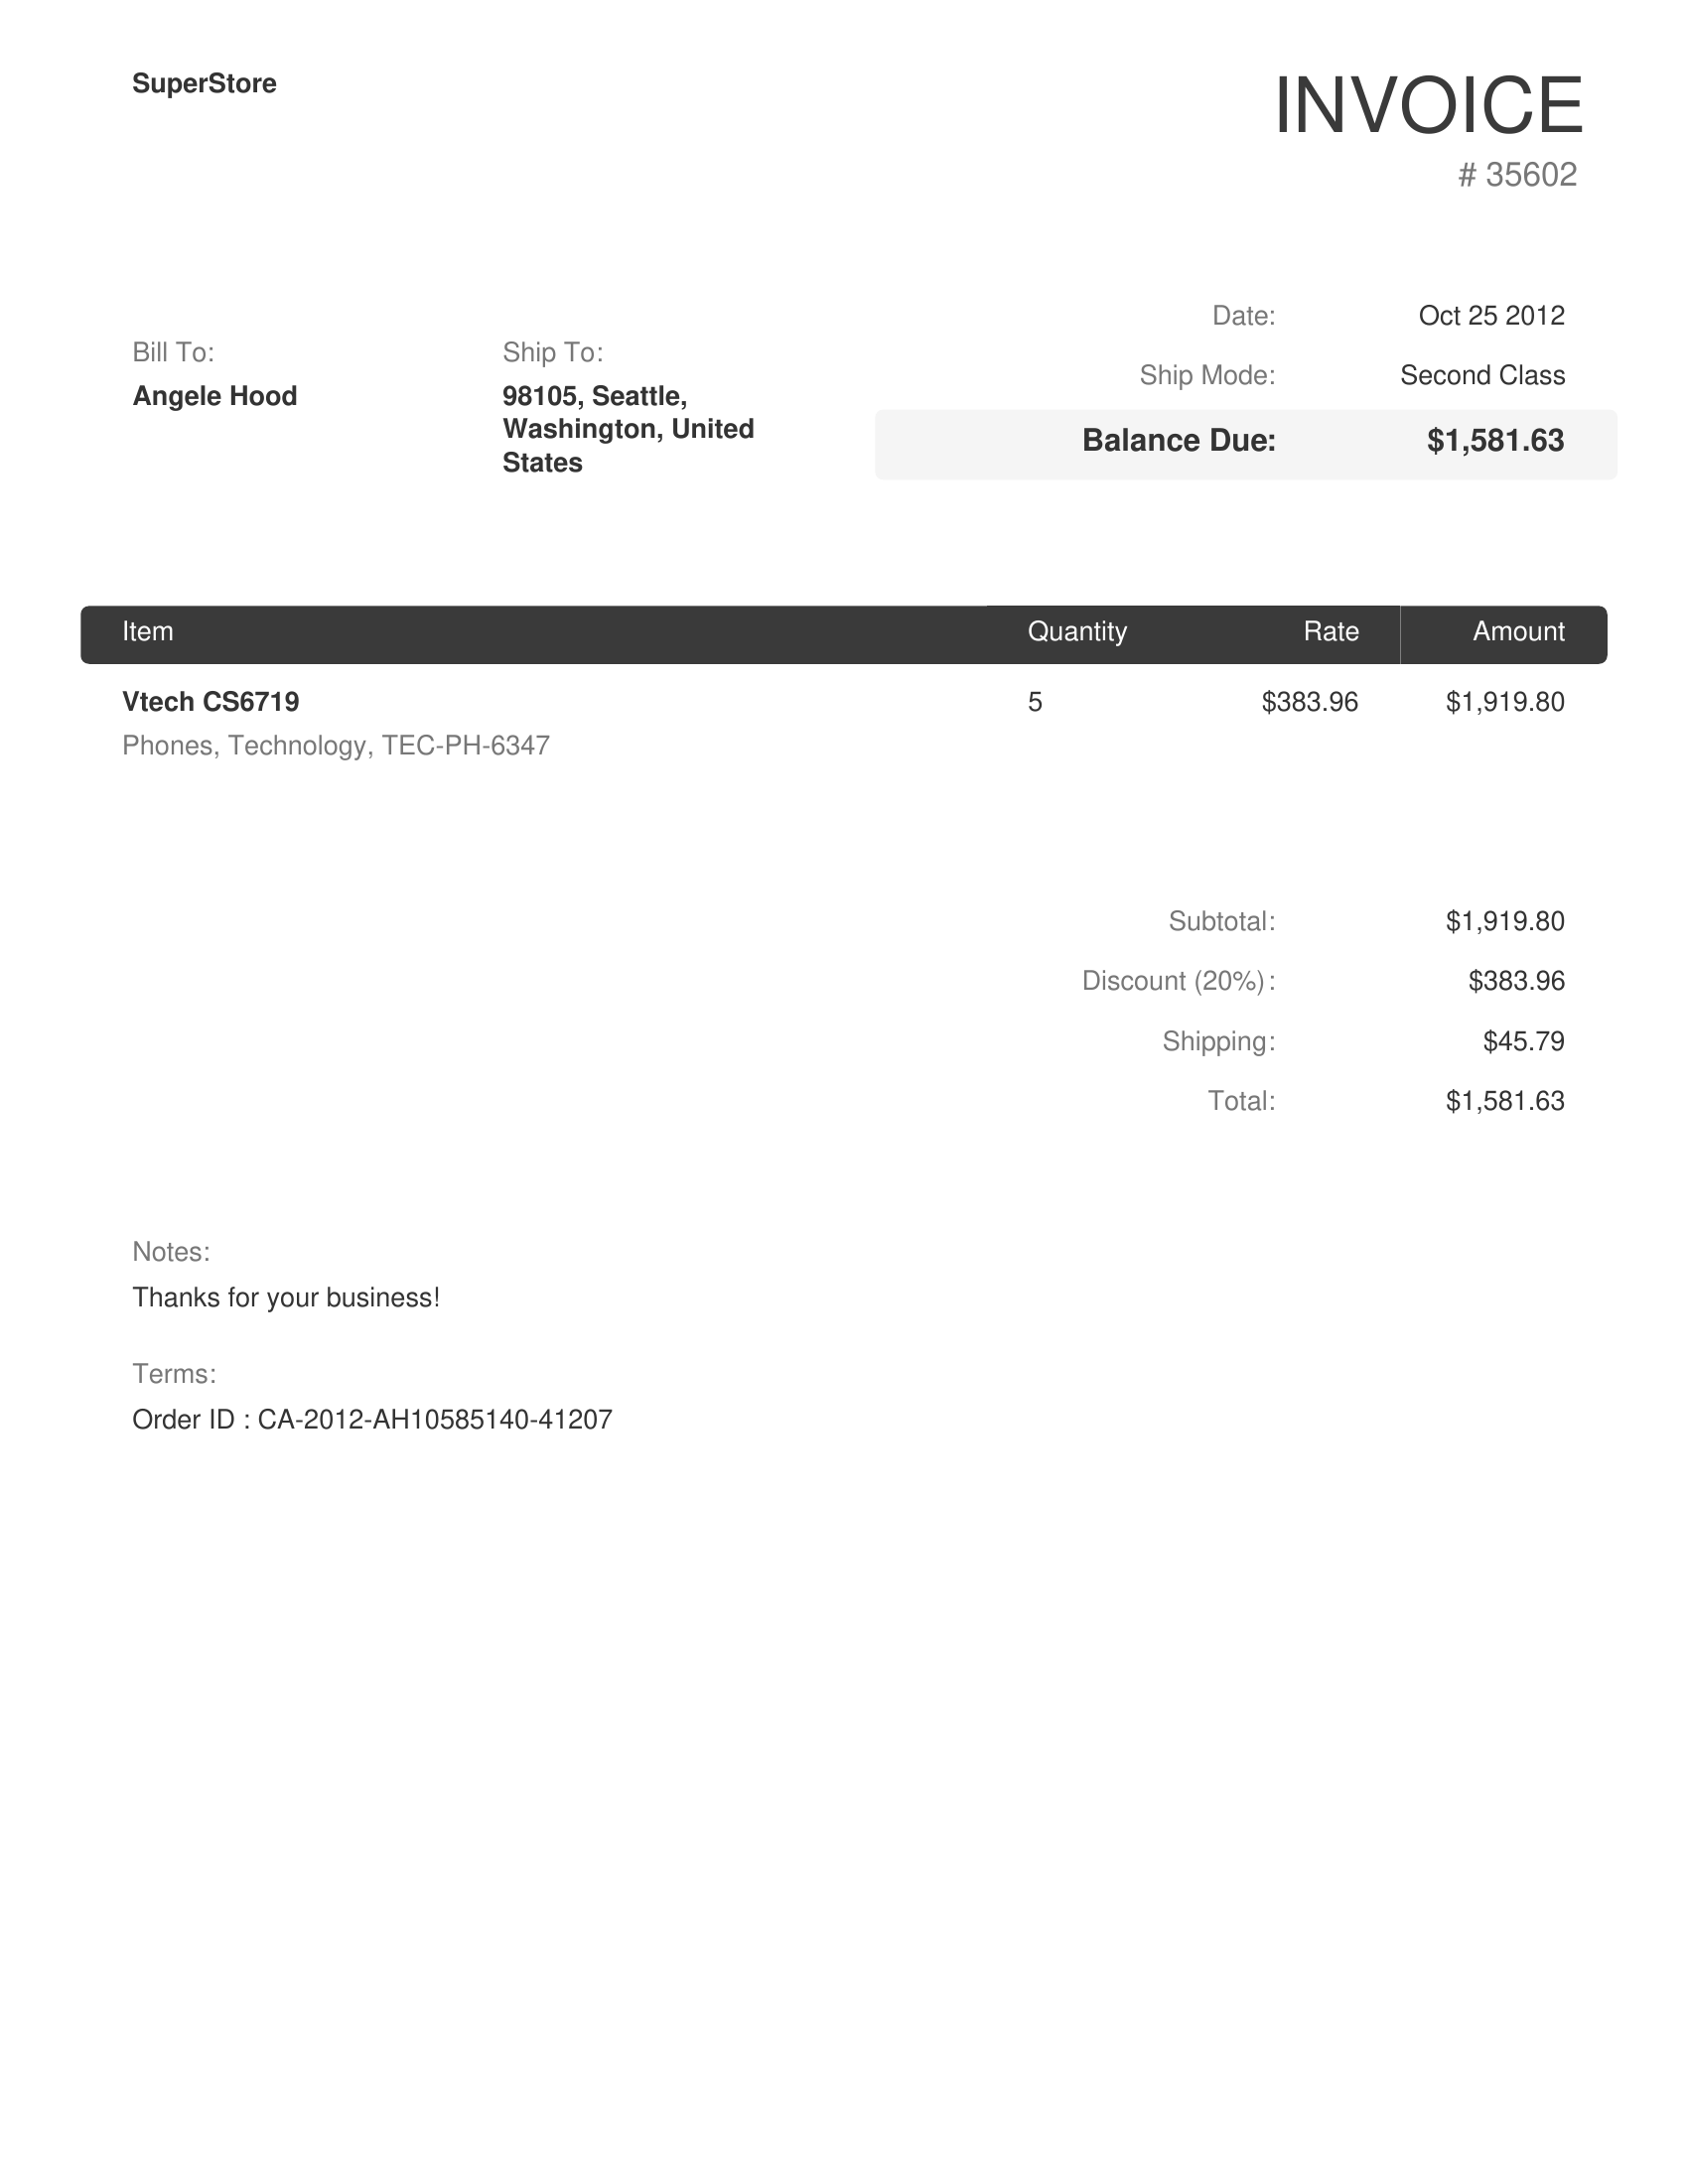 SuperStore
INVOICE
# 35602
Date: Oct 25 2012
Ship Mode: Second Class
Balance Due: $1,581.63
Bill To:
Angele Hood
Ship To:
98105, Seattle,
Washington, United
States
Item Quantity Rate Amount
Vtech CS6719 5 $383.96 $1,919.80
Phones, Technology, TEC-PH-6347
Subtotal: $1,919.80
Discount (20%): $383.96
Shipping: $45.79
Total: $1,581.63
Notes:
Thanks for your business!
Terms:
Order ID : CA-2012-AH10585140-41207